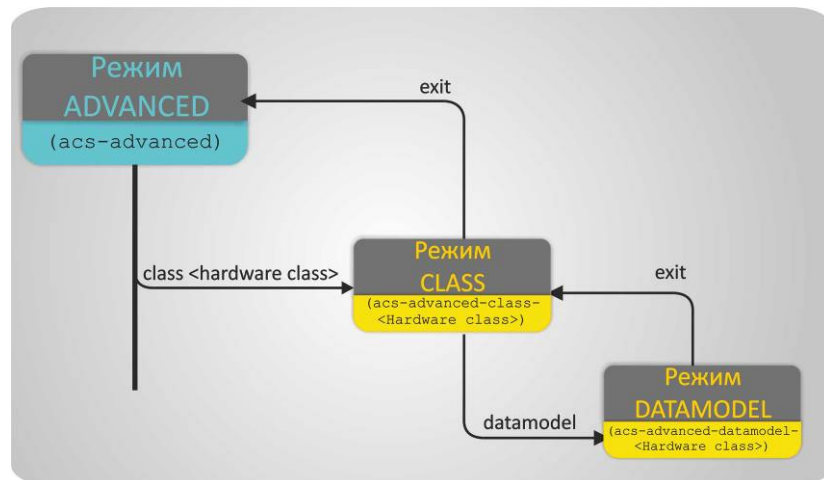 Режим
ADVANCED
(acs-advanced)
exit
class <hardware class>
Режим
CLASS
(acs-advanced-class-
<Hardware class>)
exit
datamodel
Режим
DATAMODEL
(acs-advanced-datamodel-
<Hardware class>)